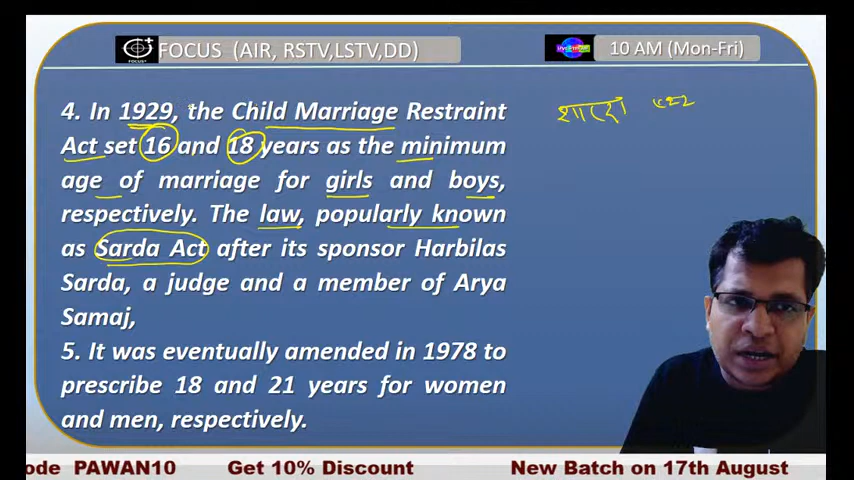 FOCUS (AIR, RSTV,LSTV,DD)
10 AM (Mon-Fri)
4. In 1929, the Child Marriage Restraint
Act set 16 and 18 years as the minimum
age of marriage for girls and boys,
respectively. The law, popularly known
as Sarda Act after its sponsor Harbilas
Sarda, a judge and a member of Arya
Samaj,
5. It was eventually amended in 1978 to
prescribe 18 and 21 years for women
and men, respectively.
शारदा
ode PAWAN10 Get 10% Discount New Batch on 17th August